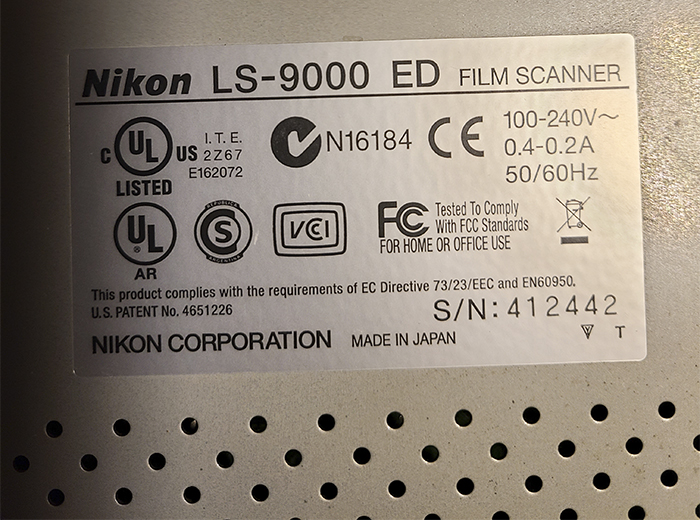 Nikon LS-9000 ED FILM SCANNER
C UL US LISTED
I.T.E.
2Z67
E162072
N16184
CE
100-240V~
0.4-0.2A
50/60Hz
UL AR
REPUBLICA S ARGENTINA
VCI
FC Tested To Comply
With FCC Standards
FOR HOME OR OFFICE USE
This product complies with the requirements of EC Directive 73/23/EEC and EN60950.
U.S. PATENT No. 4651226
S/N: 412442
NIKON CORPORATION MADE IN JAPAN
T